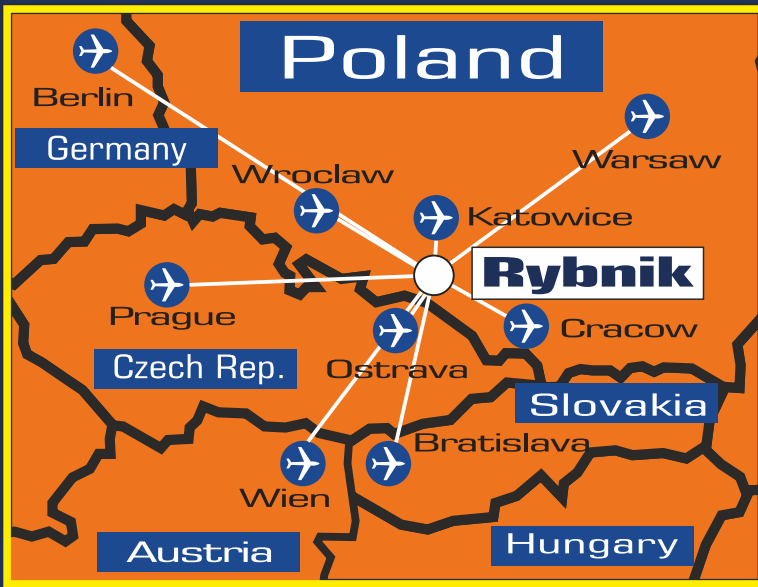 Poland
Berlin
Germany
Warsaw
Wroclaw
Katowice
Rybnik
Prague
Cracow
Ostrava
Czech Rep.
Slovakia
Bratislava
Wien
Austria
Hungary